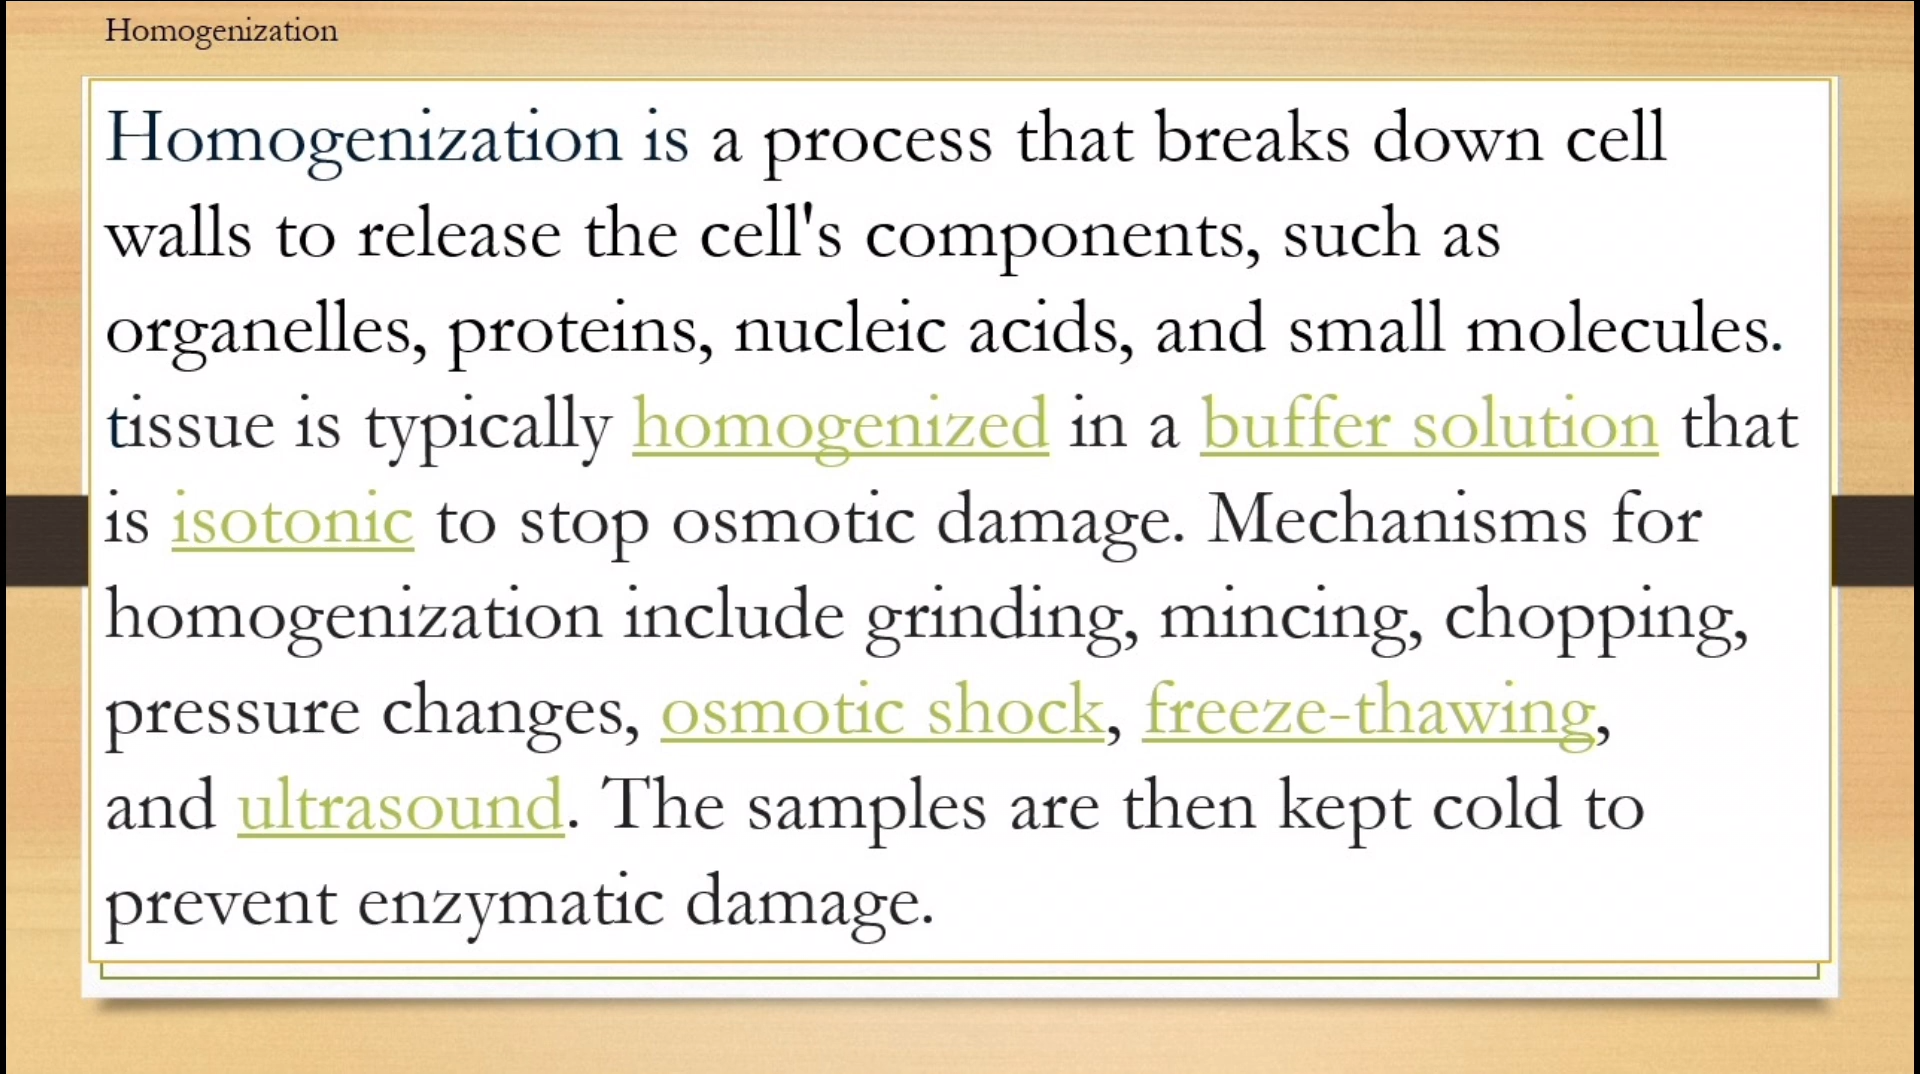 Homogenization
Homogenization is a process that breaks down cell
walls to release the cell's components, such as
organelles, proteins, nucleic acids, and small molecules.
tissue is typically homogenized in a buffer solution that
is isotonic to stop osmotic damage. Mechanisms for
homogenization include grinding, mincing, chopping,
pressure changes, osmotic shock, freeze-thawing,
and ultrasound. The samples are then kept cold to
prevent enzymatic damage.